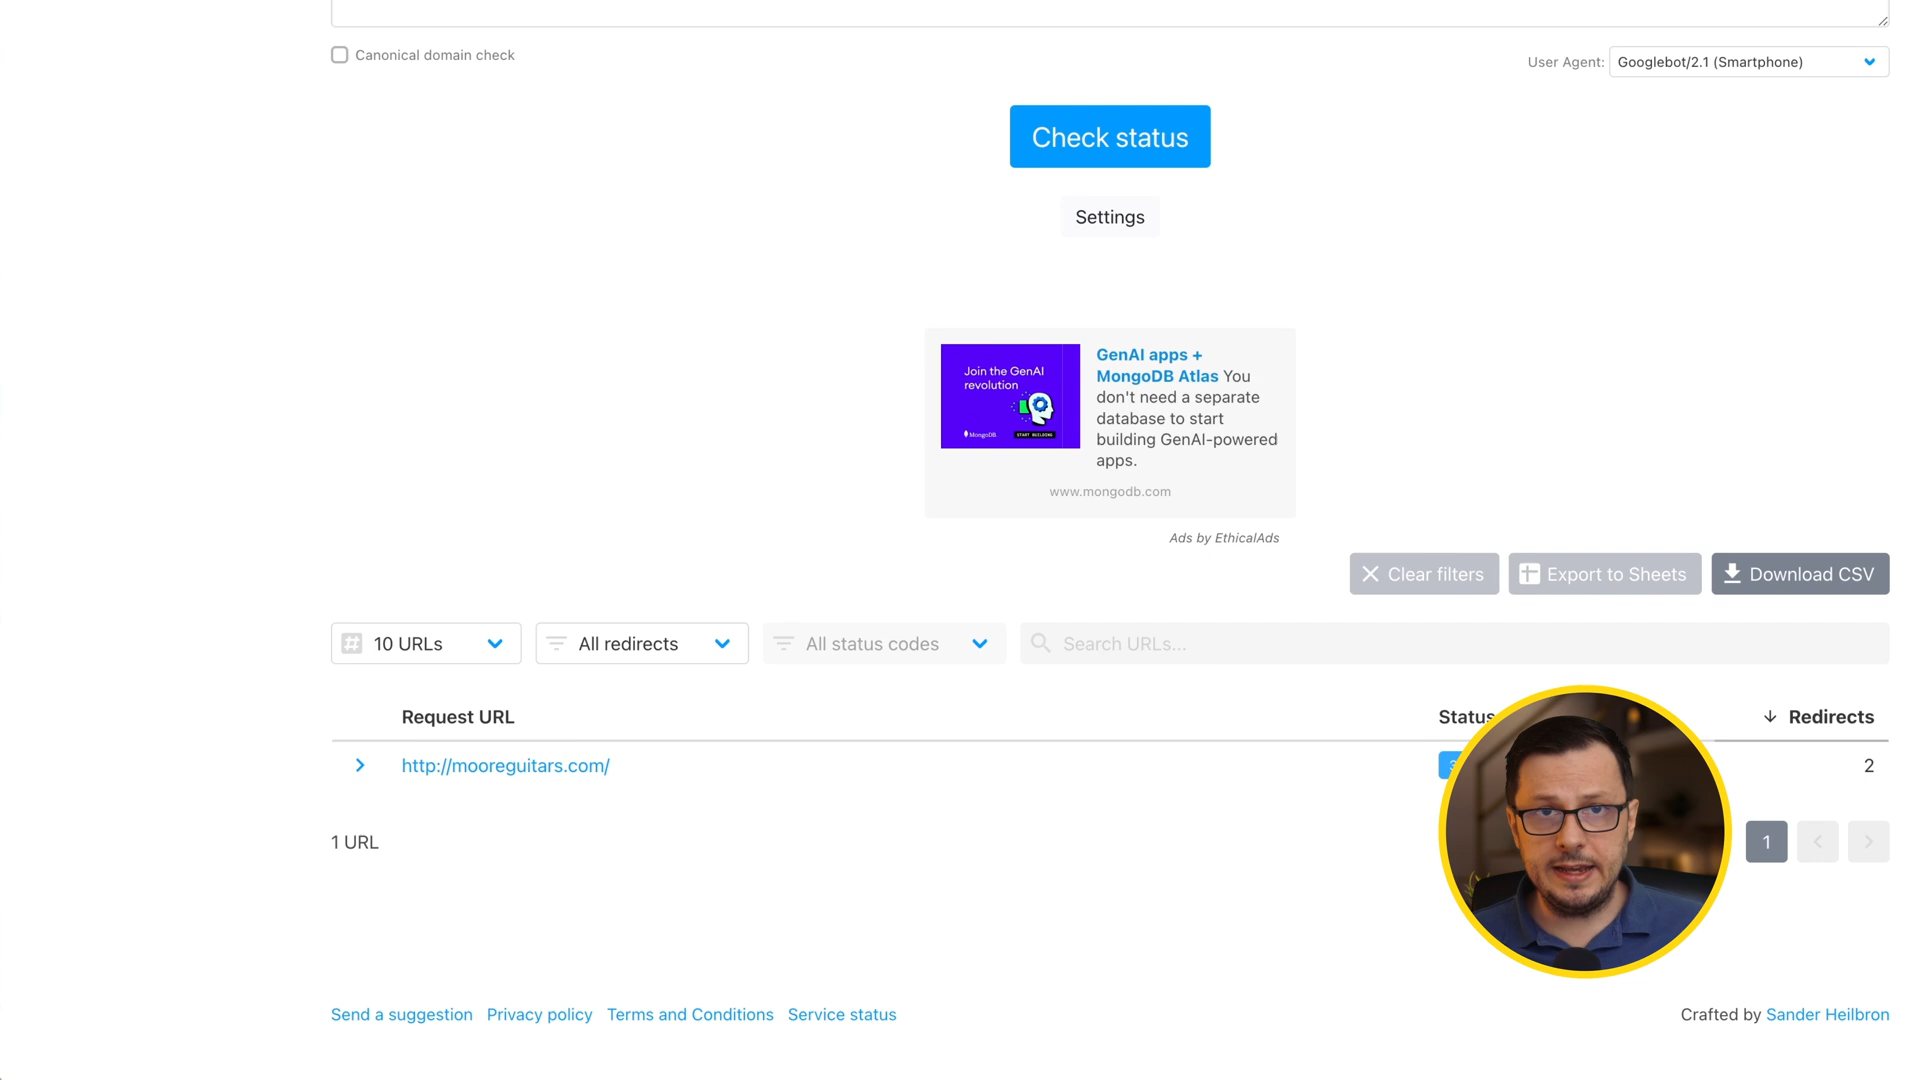 Canonical domain check
User Agent: Googlebot/2.1 (Smartphone)
Check status
Settings
Join the GenAI
revolution
MongoDB.
START BUILDING
GenAI apps +
MongoDB Atlas You
don't need a separate
database to start
building GenAI-powered
apps.
www.mongodb.com
Ads by EthicalAds
Clear filters
Export to Sheets
Download CSV
10 URLs
All redirects
All status codes
Search URLs...
Request URL
Status
Redirects
http://mooreguitars.com/
2
1 URL
1
Send a suggestion
Privacy policy
Terms and Conditions
Service status
Crafted by Sander Heilbron